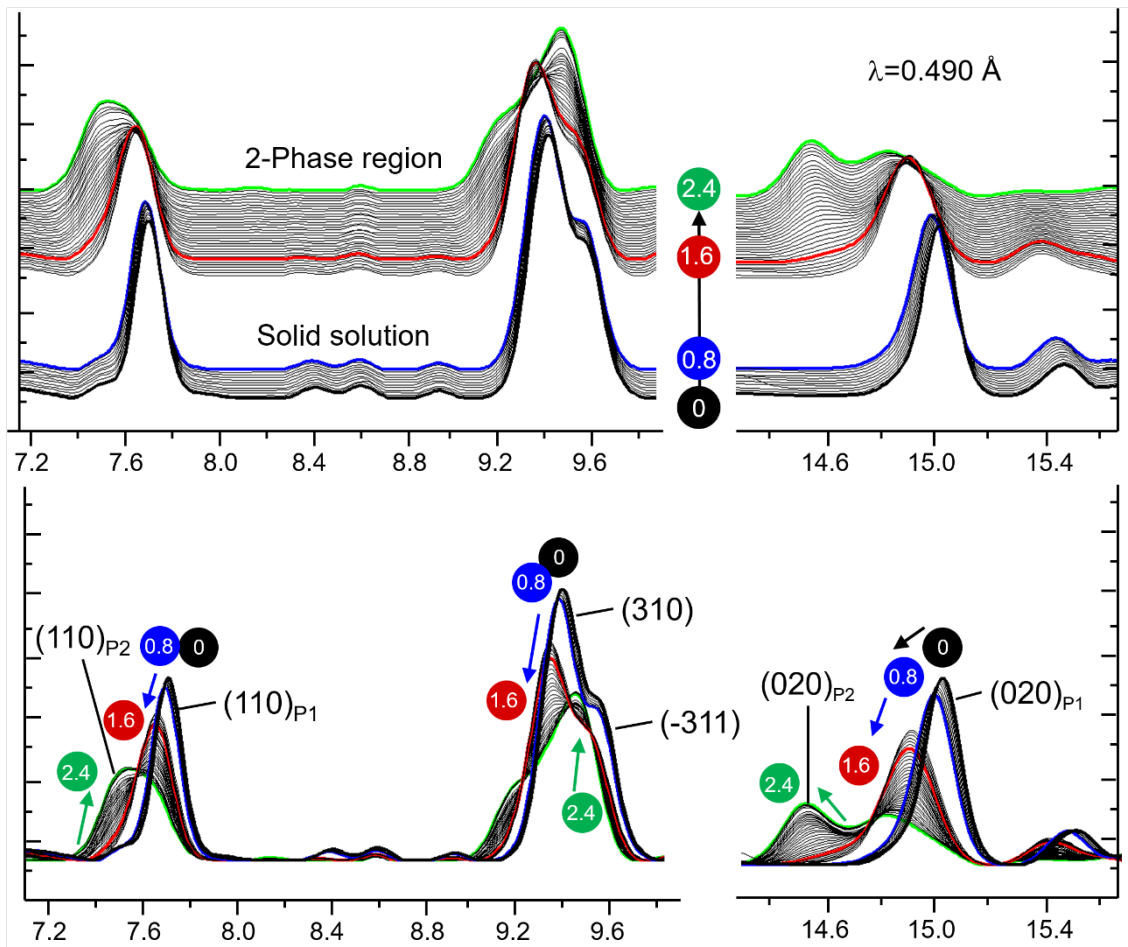 λ=0.490 Å
2-Phase region
2.4
1.6
Solid solution
0.8
0
7.2 7.6 8.0 8.4 8.8 9.2 9.6 14.6 15.0 15.4
0
0.8
(310)
(110)P2
0.8 0
0
(020)P2
0.8
(020)P1
1.6
(110)P1
1.6
(-311)
1.6
2.4
2.4
2.4
7.2 7.6 8.0 8.4 8.8 9.2 9.6 14.6 15.0 15.4